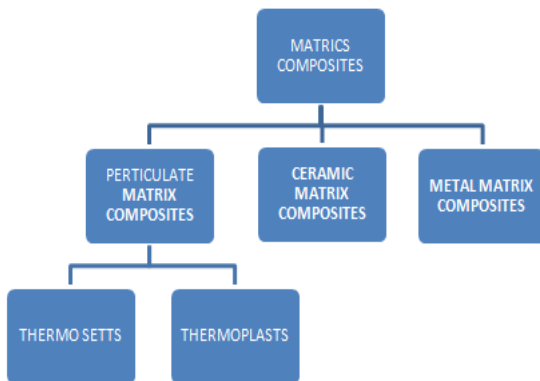 MATRICS
COMPOSITES
PERTICULATE
MATRIX
COMPOSITES
CERAMIC
MATRIX
COMPOSITES
METAL MATRIX
COMPOSITES
THERMO SETTS
THERMOPLASTS